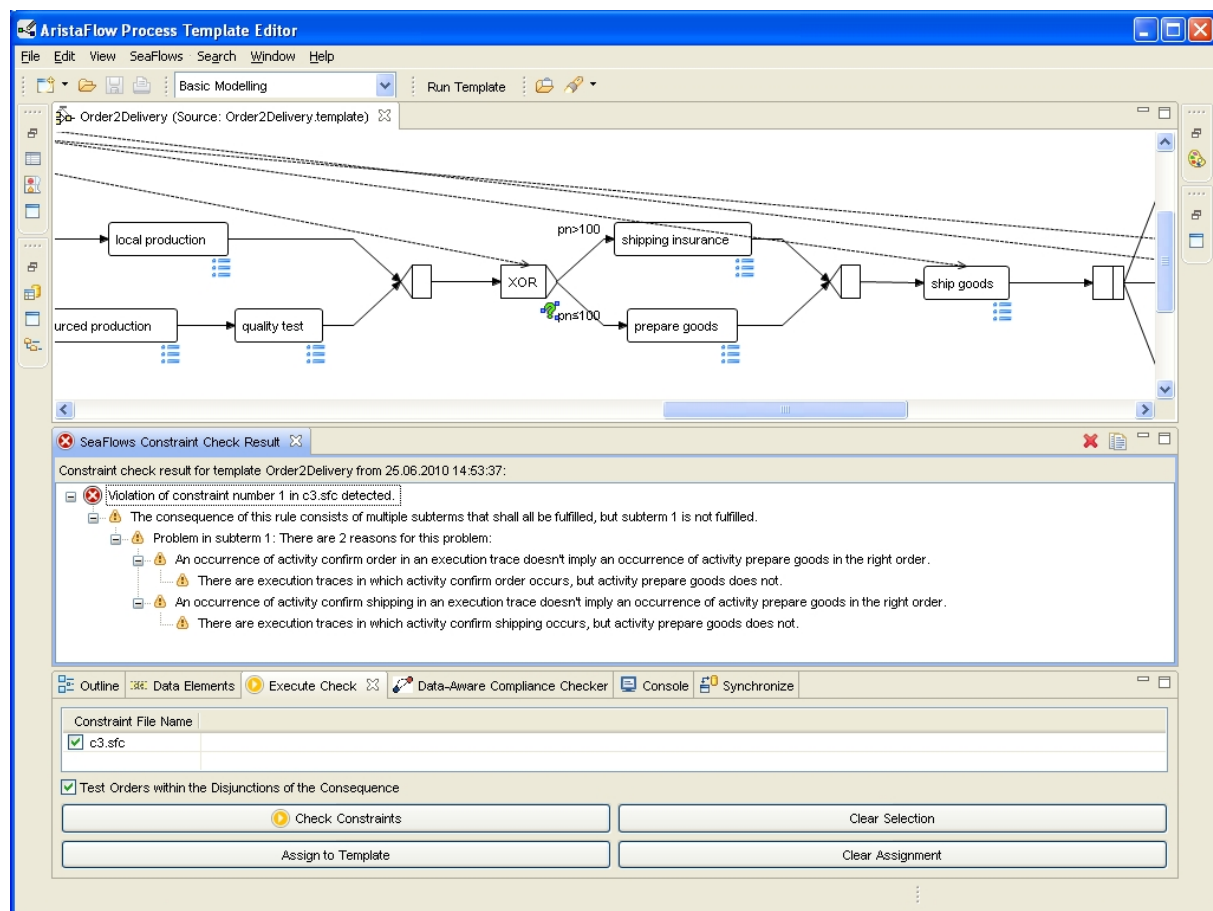 AristaFlow Process Template Editor
File Edit View SeaFlows Search Window Help
Basic Modelling Run Template
Order2Delivery (Source: Order2Delivery.template)
pn>100
local production
shipping insurance
XOR
ship goods
pn≤100
urced production
quality test
prepare goods
SeaFlows Constraint Check Result
Constraint check result for template Order2Delivery from 25.06.2010 14:53:37:
Violation of constraint number 1 in c3.sfc detected.
The consequence of this rule consists of multiple subterms that shall all be fulfilled, but subterm 1 is not fulfilled.
Problem in subterm 1: There are 2 reasons for this problem:
An occurrence of activity confirm order in an execution trace doesn't imply an occurrence of activity prepare goods in the right order.
There are execution traces in which activity confirm order occurs, but activity prepare goods does not.
An occurrence of activity confirm shipping in an execution trace doesn't imply an occurrence of activity prepare goods in the right order.
There are execution traces in which activity confirm shipping occurs, but activity prepare goods does not.
Outline Data Elements Execute Check Data-Aware Compliance Checker Console Synchronize
Constraint File Name
c3.sfc
Test Orders within the Disjunctions of the Consequence
Check Constraints Clear Selection
Assign to Template Clear Assignment